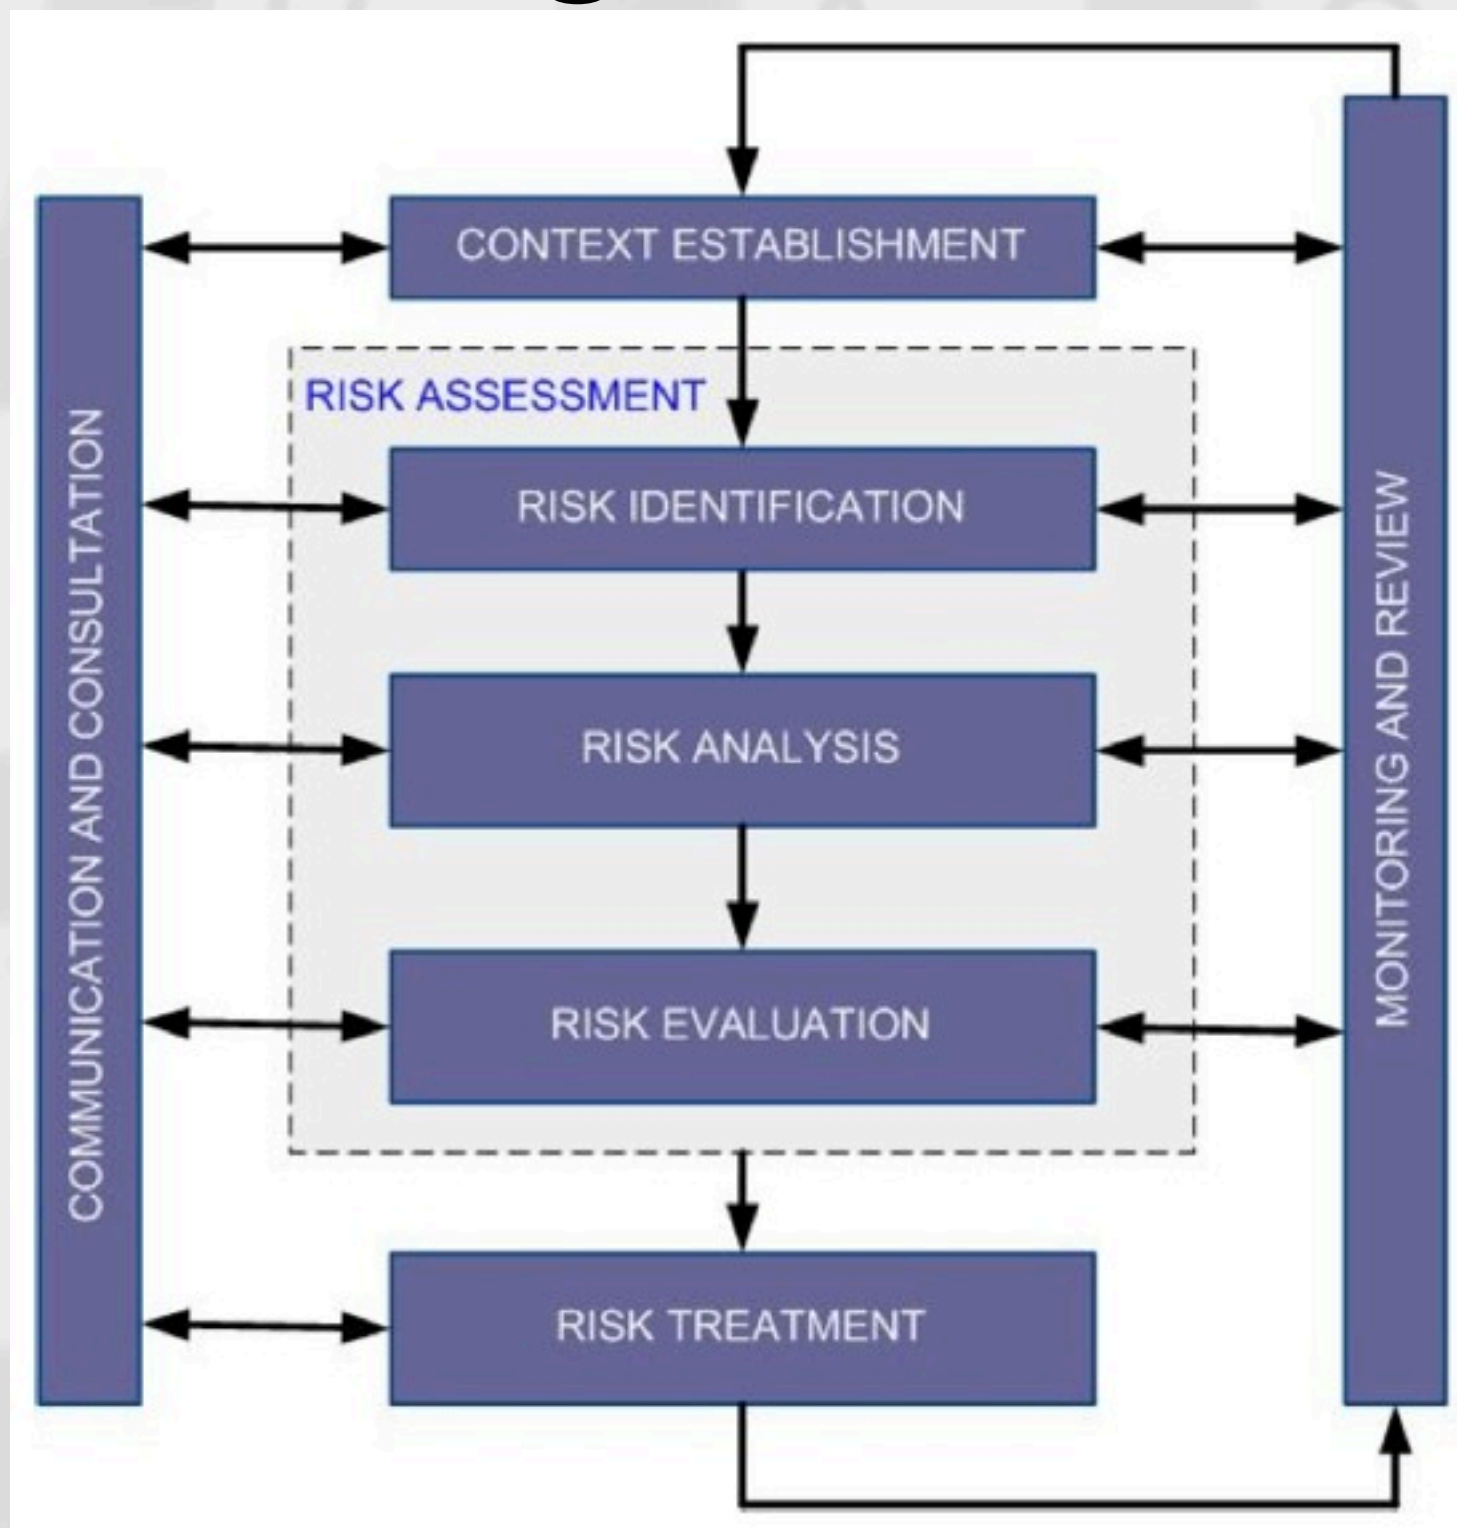 CONTEXT ESTABLISHMENT
RISK ASSESSMENT
RISK IDENTIFICATION
RISK ANALYSIS
RISK EVALUATION
RISK TREATMENT
COMMUNICATION AND CONSULTATION
MONITORING AND REVIEW